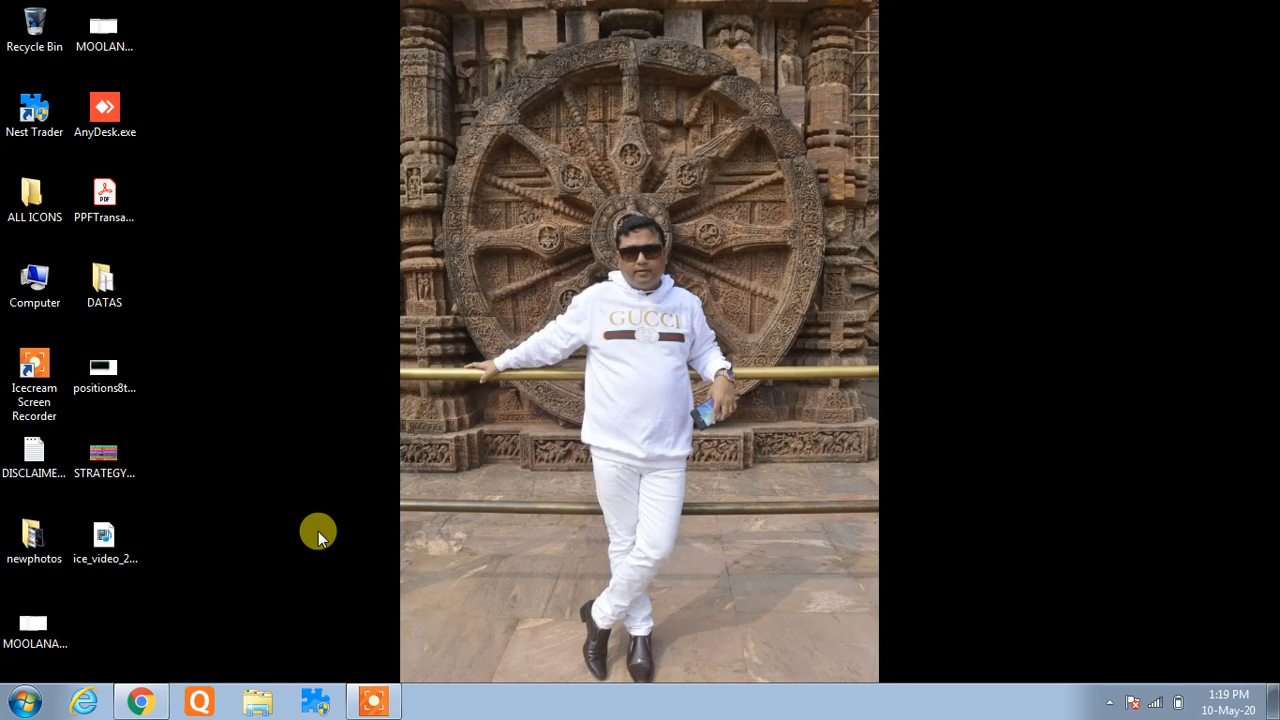 Recycle Bin
MOOLAN...
Nest Trader
AnyDesk.exe
ALL ICONS
PDF
PPFTransa...
Computer
DATAS
Icecream
Screen
Recorder
positions8t...
DISCLAIME...
STRATEGY...
newphotos
ice_video_2...
MOOLANA...
GUCCI
Q
1:19 PM
10-May-20